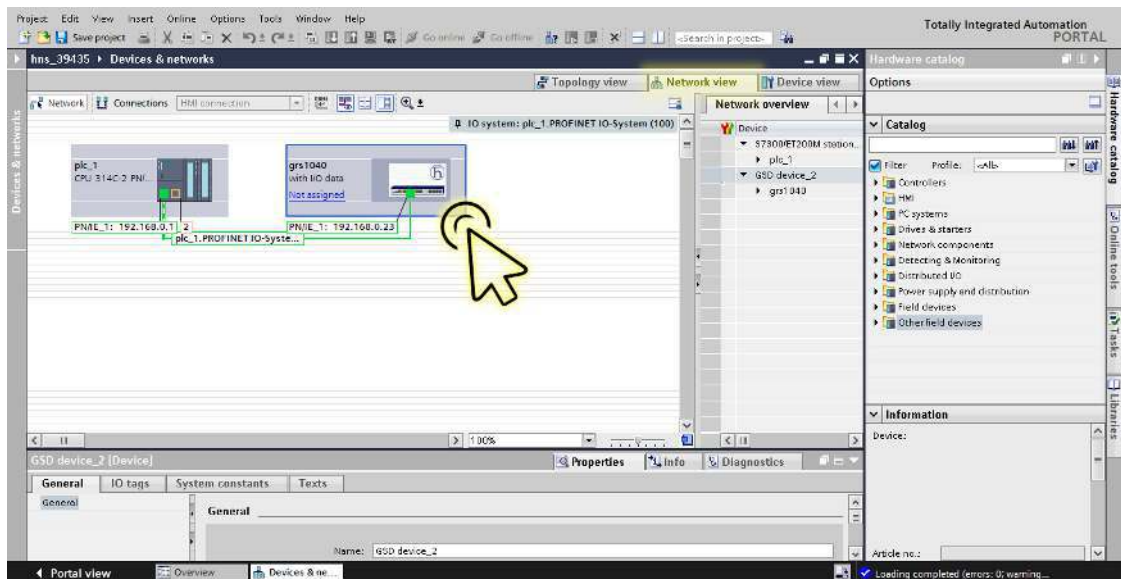 Project Edit View Insert Online Options Tools Window Help
Save project Go online Go offline <Search in project>
Totally Integrated Automation
PORTAL
hns_39435 ▸ Devices & networks
Hardware catalog
Topology view Network view Device view
Options
Network Connections HMI connection
Network overview
IO system: plc_1.PROFINET IO-System (100)
Catalog
Device
S7300/ET200M station...
plc_1
GSD device_2
grs1040
plc_1
CPU 314C-2 PN/...
grs1040
with I/O data
Not assigned
PN/IE_1: 192.168.0.1 2
PN/IE_1: 192.168.0.23
plc_1.PROFINET IO-Syste...
Filter Profile: <All>
Controllers
HMI
PC systems
Drives & starters
Network components
Detecting & Monitoring
Distributed I/O
Power supply and distribution
Field devices
Other field devices
Devices & networks
Hardware catalog
Online tools
Tasks
Libraries
100%
Information
Device:
Article no.:
GSD device_2 [Device]
Properties Info Diagnostics
General IO tags System constants Texts
General
General
Name: GSD device_2
Portal view Overview Devices & ne...
Loading completed (errors: 0; warning...